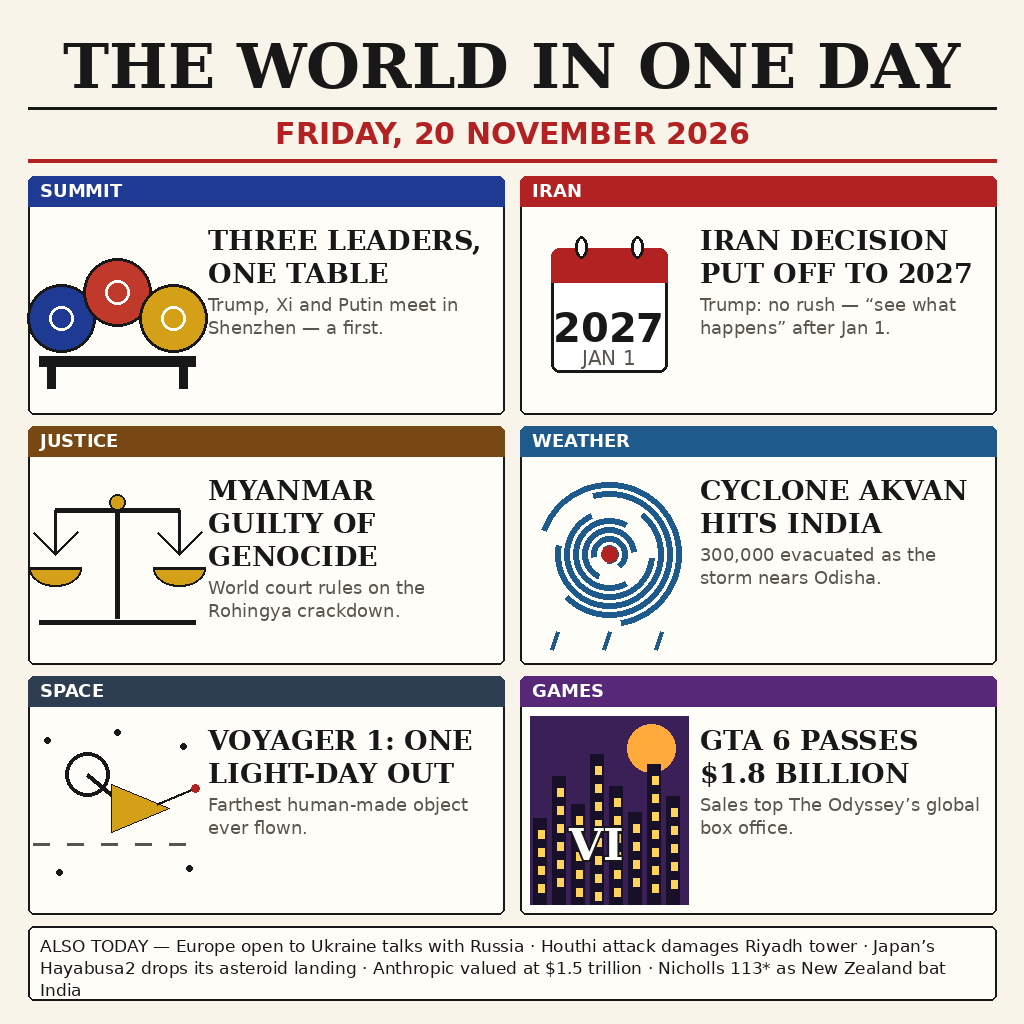 THE WORLD IN ONE DAY
FRIDAY, 20 NOVEMBER 2026
SUMMIT
THREE LEADERS,
ONE TABLE
Trump, Xi and Putin meet in
Shenzhen — a first.
IRAN
2027
JAN 1
IRAN DECISION
PUT OFF TO 2027
Trump: no rush — “see what
happens” after Jan 1.
JUSTICE
MYANMAR
GUILTY OF
GENOCIDE
World court rules on the
Rohingya crackdown.
WEATHER
CYCLONE AKVAN
HITS INDIA
300,000 evacuated as the
storm nears Odisha.
SPACE
VOYAGER 1: ONE
LIGHT-DAY OUT
Farthest human-made object
ever flown.
GAMES
VI
GTA 6 PASSES
$1.8 BILLION
Sales top The Odyssey’s global
box office.
ALSO TODAY — Europe open to Ukraine talks with Russia · Houthi attack damages Riyadh tower · Japan’s
Hayabusa2 drops its asteroid landing · Anthropic valued at $1.5 trillion · Nicholls 113* as New Zealand bat
India